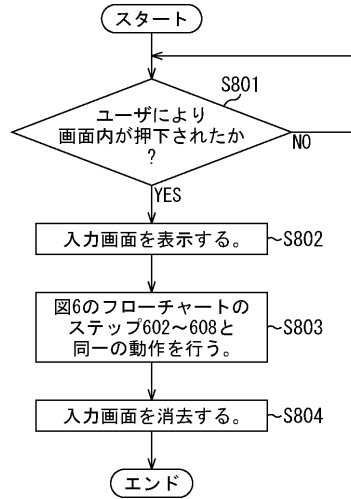 スタート
S801
ユーザにより
画面内が押下されたか
?
NO
YES
入力画面を表示する。
S802
図6のフローチャートの
ステップ602～608と
同一の動作を行う。
S803
入力画面を消去する。
S804
エンド